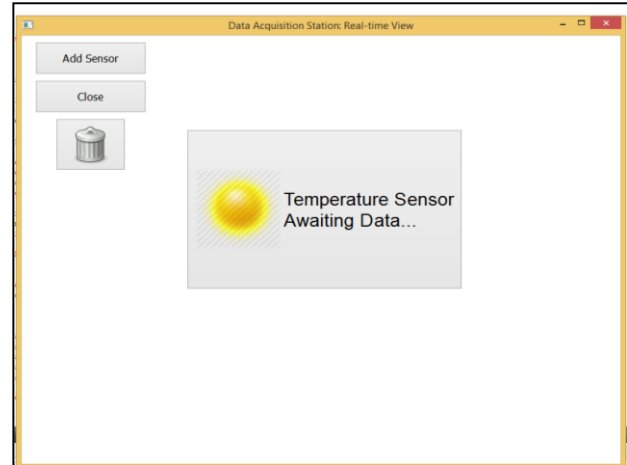 Data Acquisition Station: Real-time View
Add Sensor
Close
Temperature Sensor
Awaiting Data...